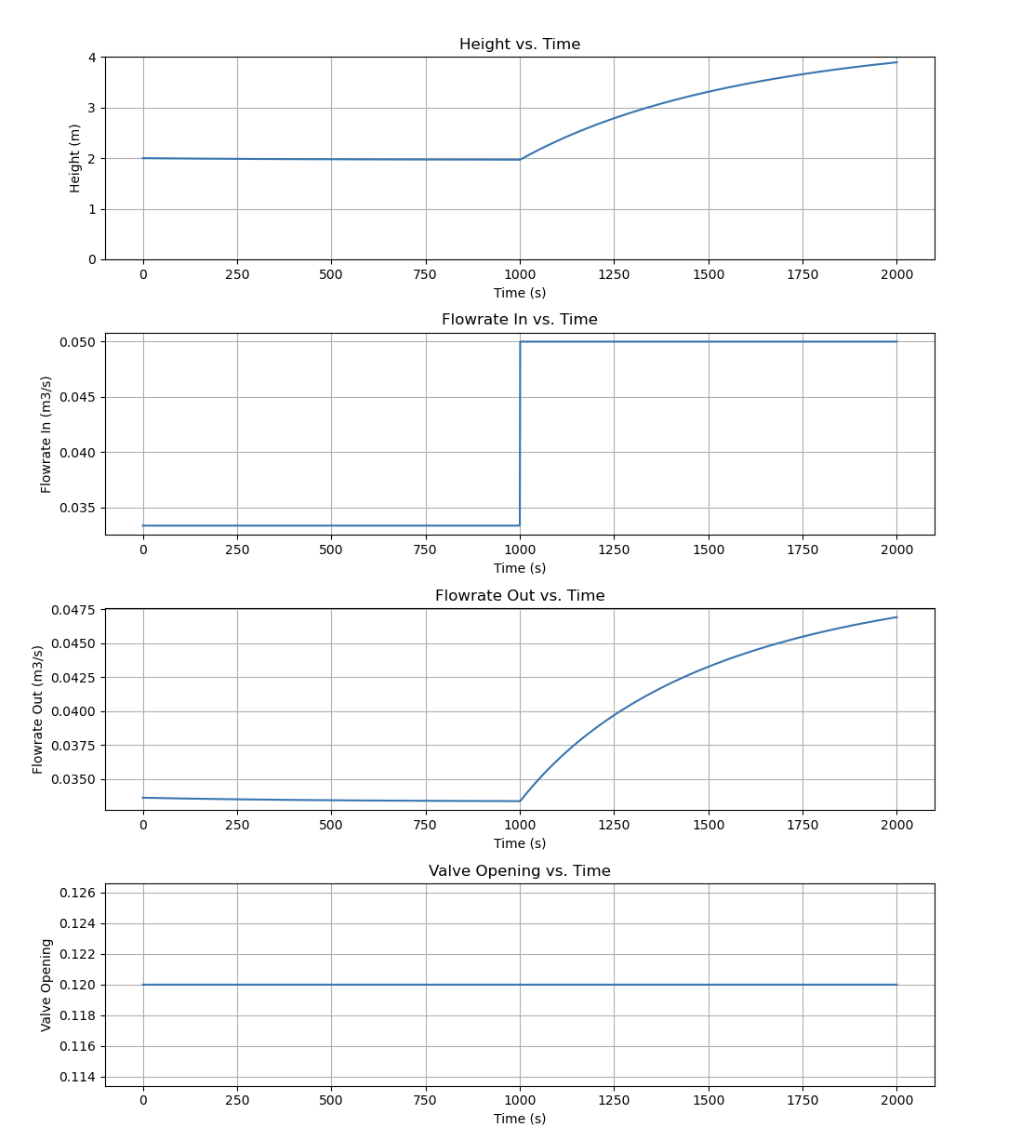 Height vs. Time
Height (m)
4
3
2
1
0
0 250 500 750 1000 1250 1500 1750 2000
Time (s)
Flowrate In vs. Time
Flowrate In (m3/s)
0.050
0.045
0.040
0.035
0 250 500 750 1000 1250 1500 1750 2000
Time (s)
Flowrate Out vs. Time
Flowrate Out (m3/s)
0.0475
0.0450
0.0425
0.0400
0.0375
0.0350
0 250 500 750 1000 1250 1500 1750 2000
Time (s)
Valve Opening vs. Time
Valve Opening
0.126
0.124
0.122
0.120
0.118
0.116
0.114
0 250 500 750 1000 1250 1500 1750 2000
Time (s)